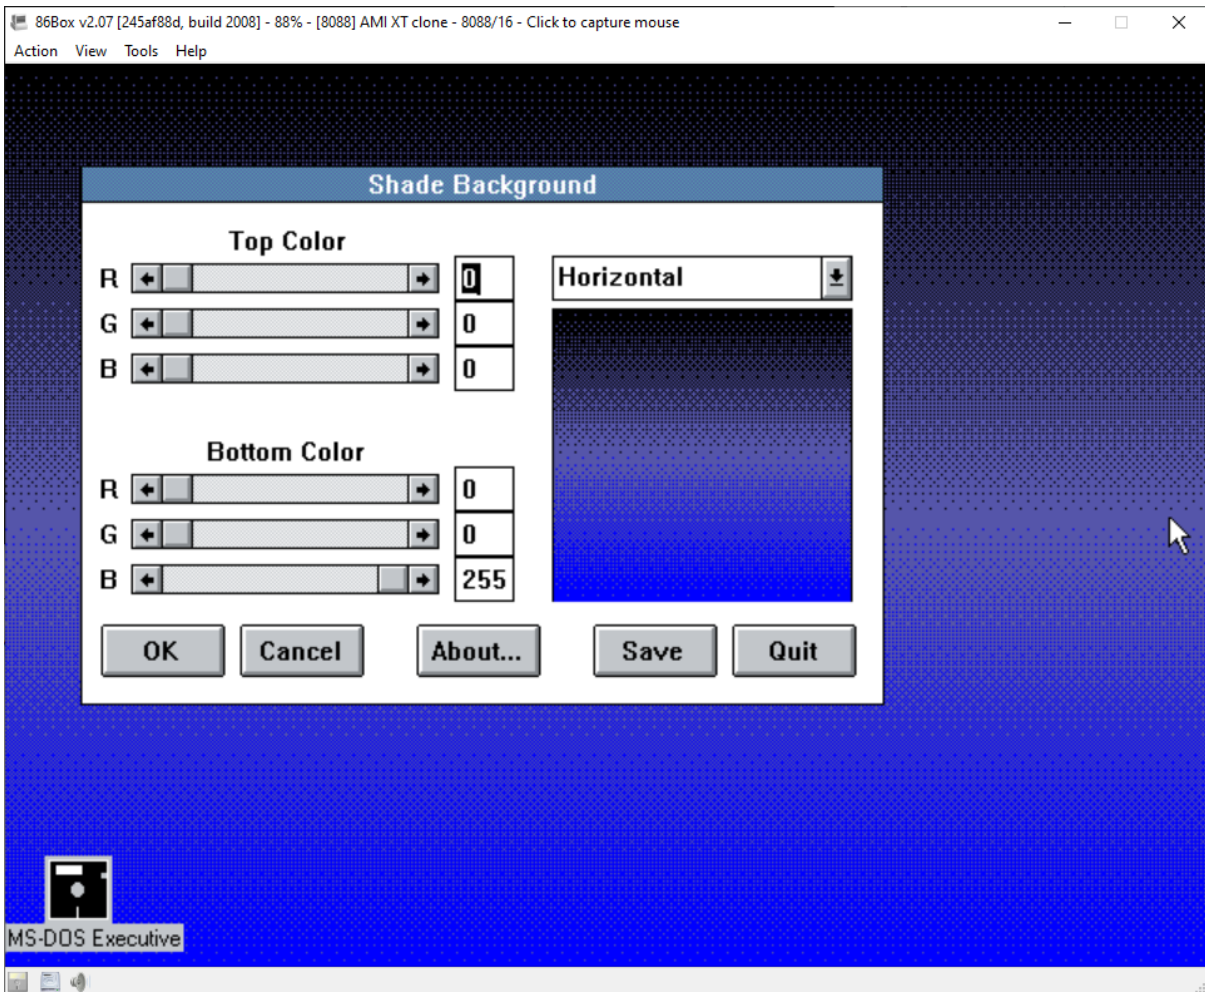 86Box v2.07 [245af88d, build 2008] - 88% - [8088] AMI XT clone - 8088/16 - Click to capture mouse
Action View Tools Help
Shade Background
Top Color
R 0
G 0
B 0
Horizontal
Bottom Color
R 0
G 0
B 255
OK Cancel About... Save Quit
MS-DOS Executive